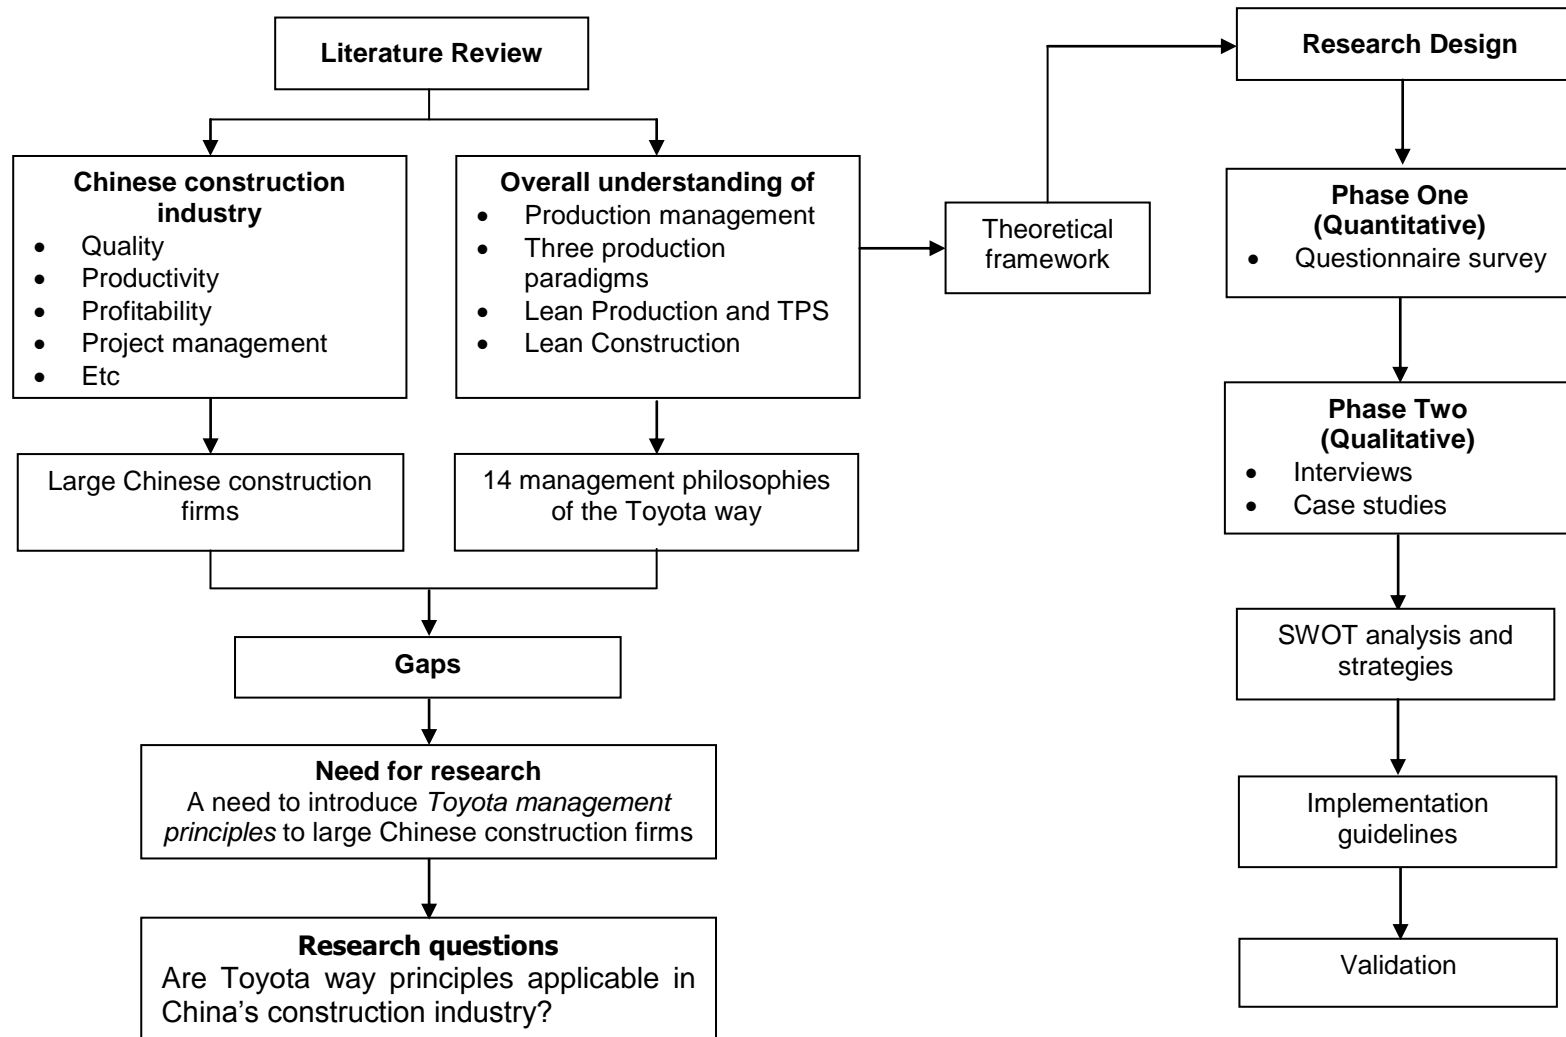 Literature Review
Chinese construction
industry
• Quality
• Productivity
• Profitability
• Project management
• Etc
Overall understanding of
• Production management
• Three production
paradigms
• Lean Production and TPS
• Lean Construction
Large Chinese construction
firms
14 management philosophies
of the Toyota way
Gaps
Need for research
A need to introduce Toyota management
principles to large Chinese construction firms
Research questions
Are Toyota way principles applicable in
China’s construction industry?
Theoretical
framework
Research Design
Phase One
(Quantitative)
• Questionnaire survey
Phase Two
(Qualitative)
• Interviews
• Case studies
SWOT analysis and
strategies
Implementation
guidelines
Validation